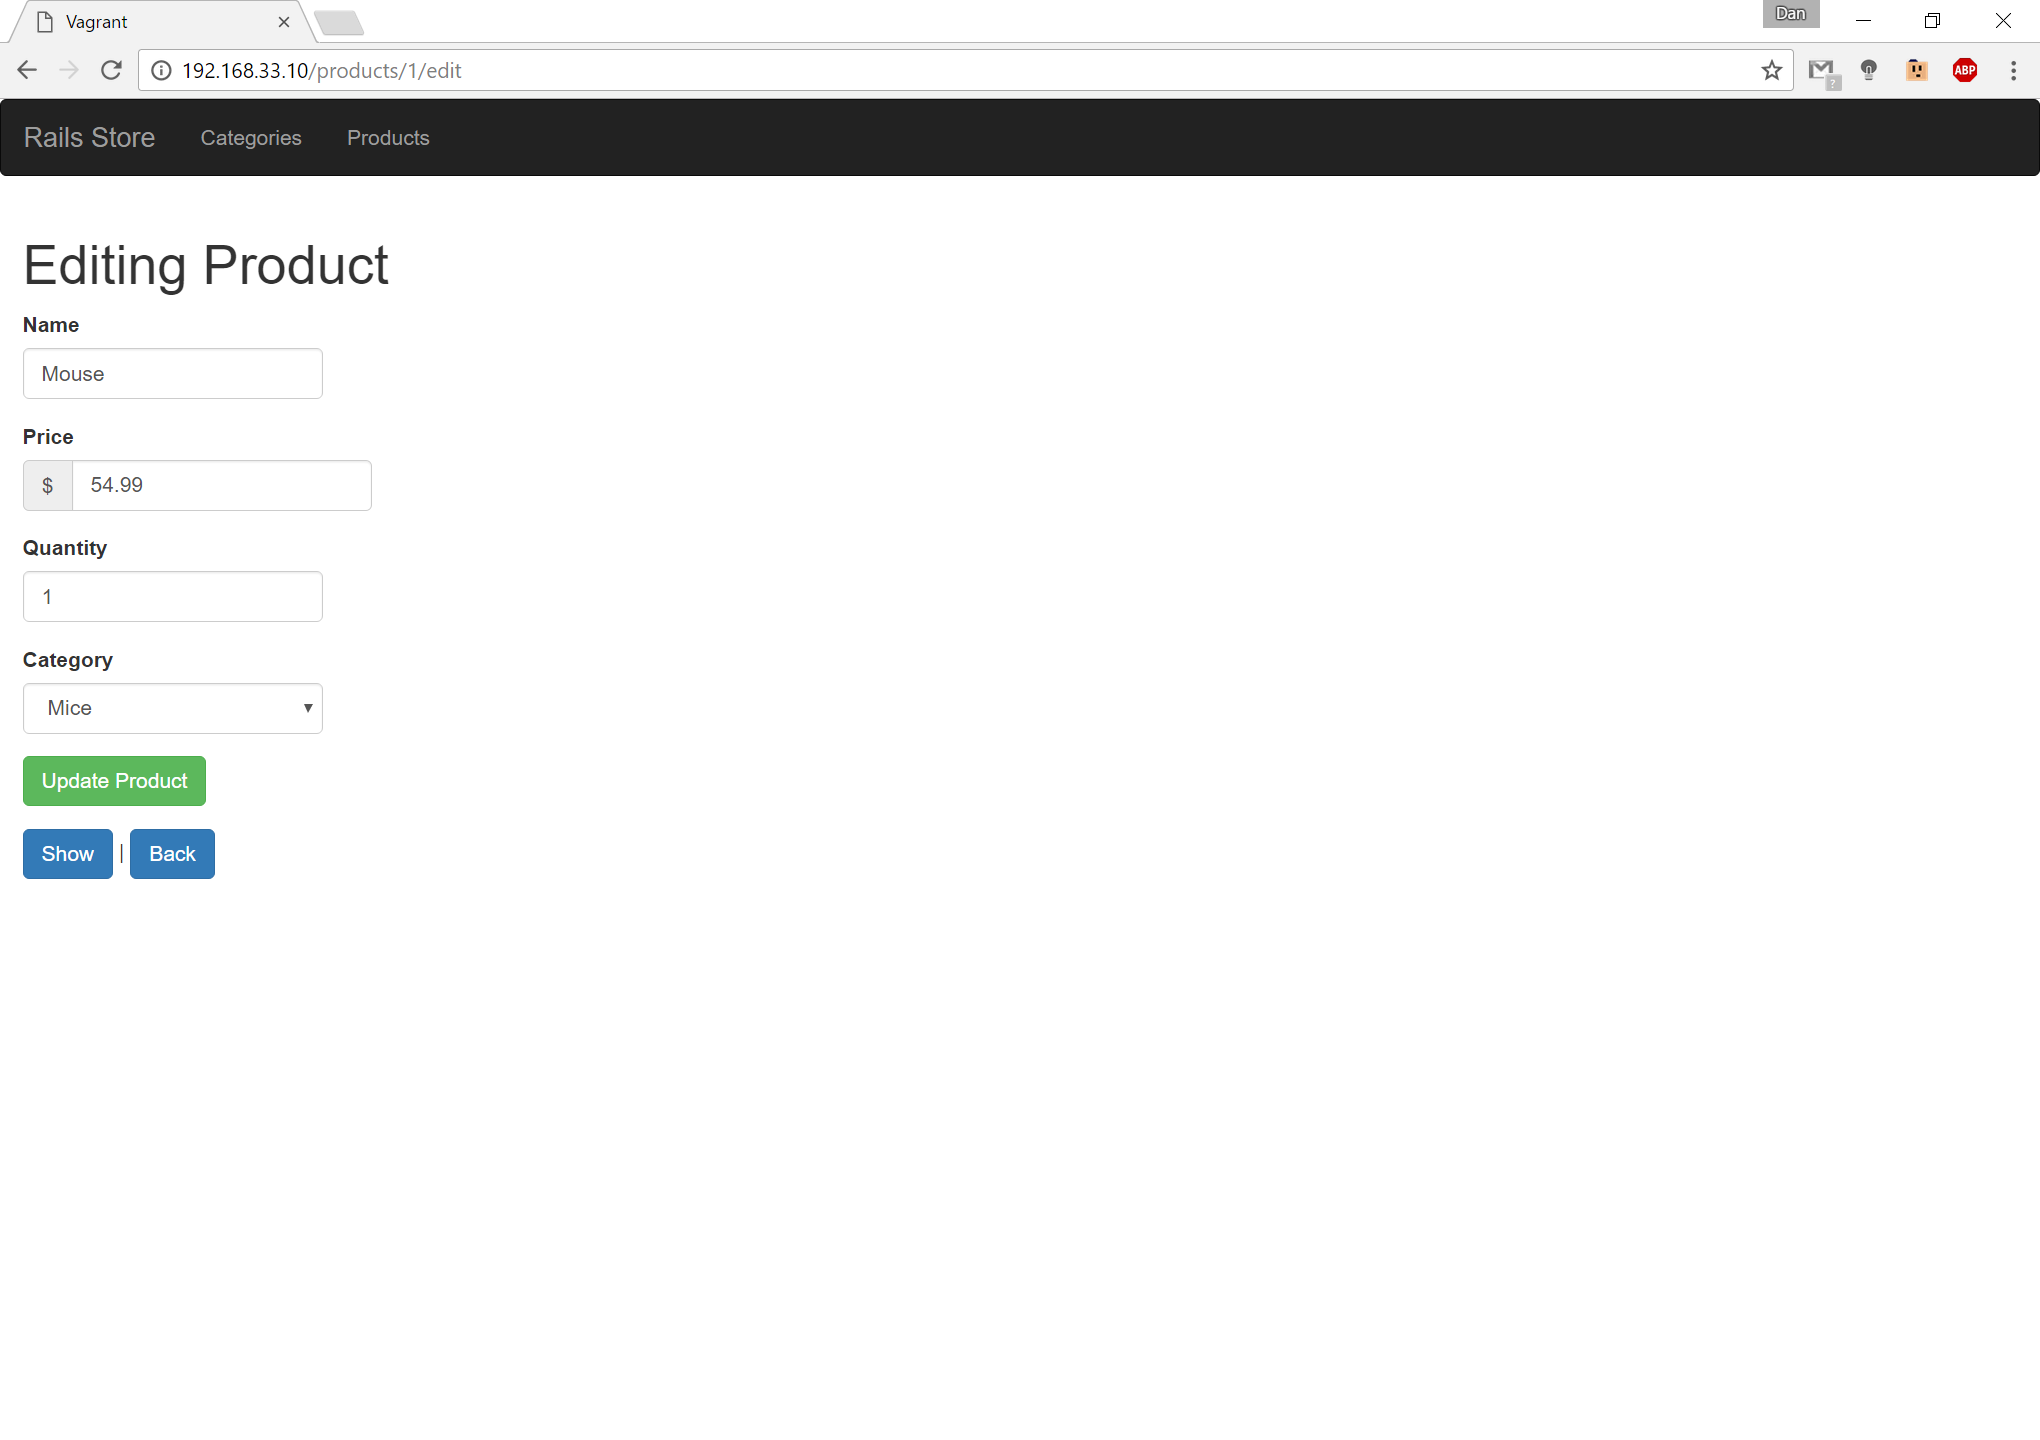 Vagrant
Dan
192.168.33.10/products/1/edit
?
ABP
Rails Store Categories Products
Editing Product
Name
Mouse
Price
$ 54.99
Quantity
1
Category
Mice
Update Product
Show | Back